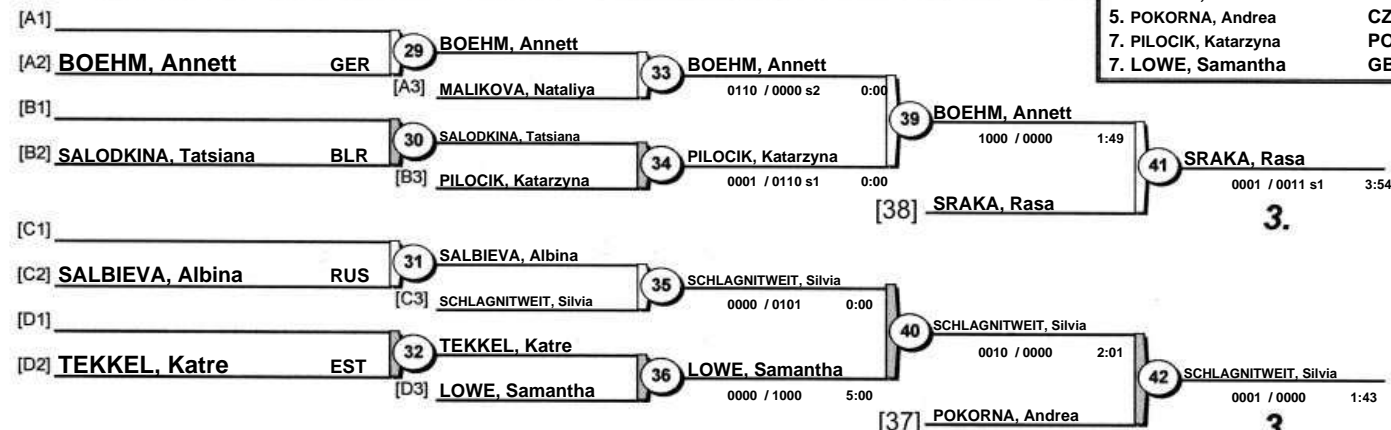 5. POKORNA, Andrea CZ
7. PILOCIK, Katarzyna PO
7. LOWE, Samantha GE
[A1]
[A2] BOEHM, Annett GER
29
BOEHM, Annett
[A3] MALIKOVA, Nataliya
33
BOEHM, Annett
0110 / 0000 s2 0:00
[B1]
[B2] SALODKINA, Tatsiana BLR
30
SALODKINA, Tatsiana
[B3] PILOCIK, Katarzyna
34
PILOCIK, Katarzyna
0001 / 0110 s1 0:00
39
BOEHM, Annett
1000 / 0000 1:49
[38] SRAKA, Rasa
41
SRAKA, Rasa
0001 / 0011 s1 3:54
3.
[C1]
[C2] SALBIEVA, Albina RUS
31
SALBIEVA, Albina
[C3] SCHLAGNITWEIT, Silvia
35
SCHLAGNITWEIT, Silvia
0000 / 0101 0:00
[D1]
[D2] TEKKEL, Katre EST
32
TEKKEL, Katre
[D3] LOWE, Samantha
36
LOWE, Samantha
0000 / 1000 5:00
40
SCHLAGNITWEIT, Silvia
0010 / 0000 2:01
[37] POKORNA, Andrea
42
SCHLAGNITWEIT, Silvia
0001 / 0000 1:43
3